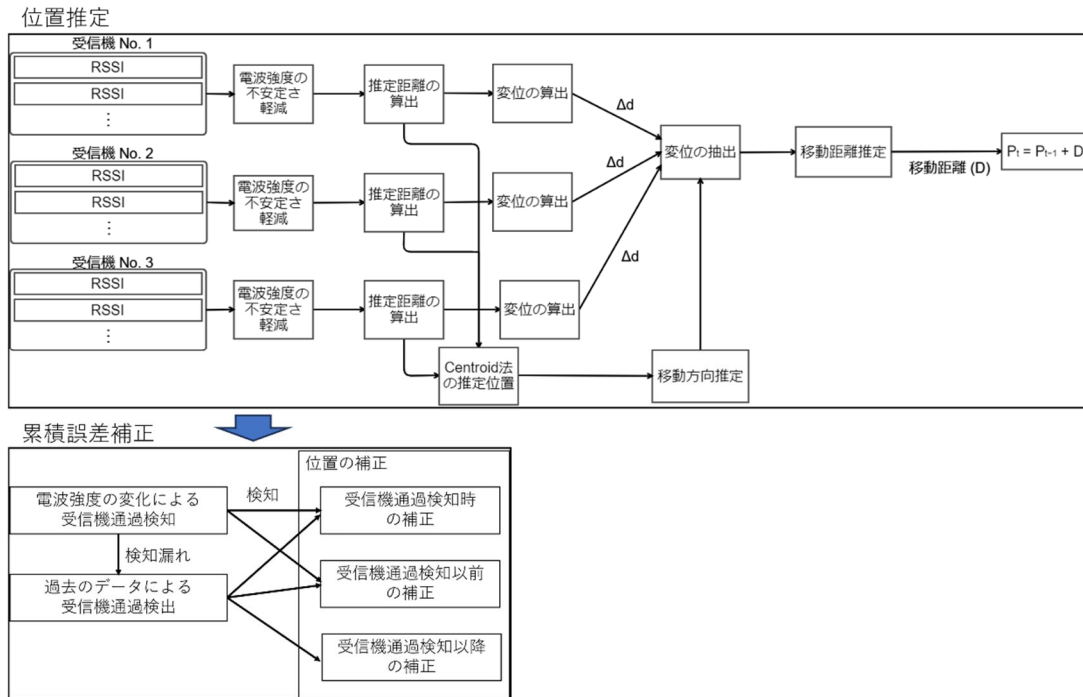 位置推定
受信機 No. 1
RSSI
RSSI
⋮
電波強度の
不安定さ
軽減
推定距離の
算出
変位の算出
Δd
受信機 No. 2
RSSI
RSSI
⋮
電波強度の
不安定さ
軽減
推定距離の
算出
変位の算出
Δd
受信機 No. 3
RSSI
RSSI
⋮
電波強度の
不安定さ
軽減
推定距離の
算出
変位の算出
Δd
変位の抽出
移動距離推定
移動距離 (D)
Pₜ = Pₜ₋₁ + D
Centroid法
の推定位置
移動方向推定
累積誤差補正
電波強度の変化による
受信機通過検知
検知
検知漏れ
過去のデータによる
受信機通過検出
位置の補正
受信機通過検知時
の補正
受信機通過検知以前
の補正
受信機通過検知以降
の補正